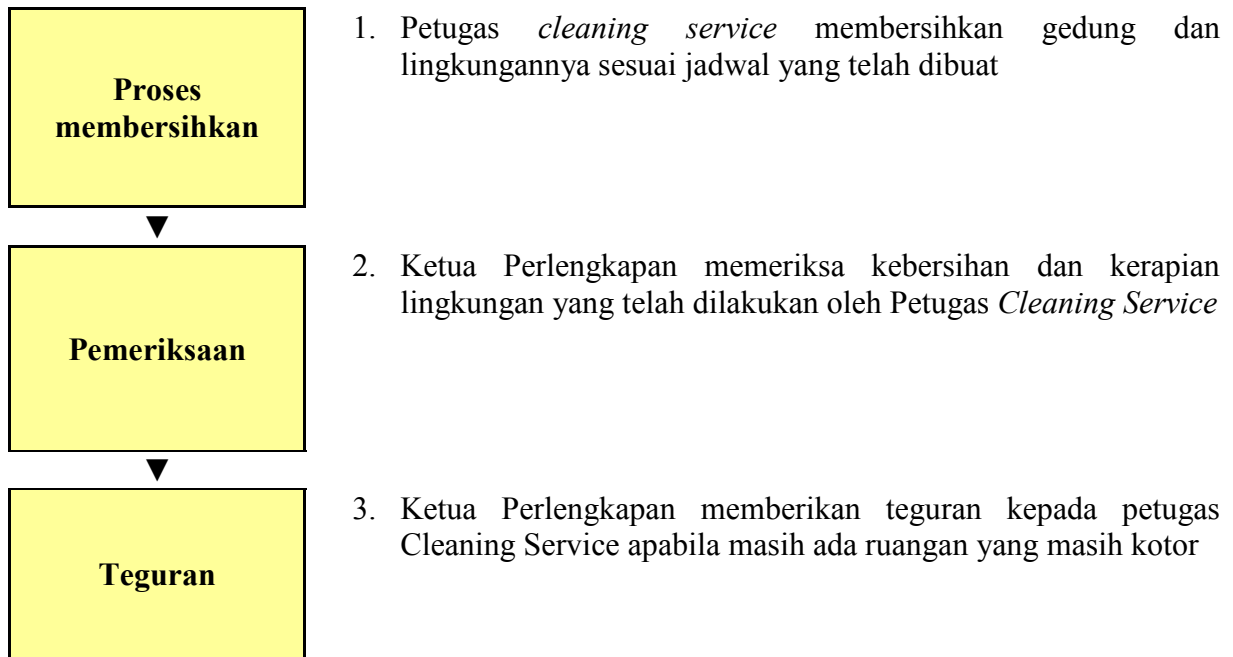 Proses
membersihkan
1. Petugas cleaning service membersihkan gedung dan
lingkungannya sesuai jadwal yang telah dibuat
▼
Pemeriksaan
2. Ketua Perlengkapan memeriksa kebersihan dan kerapian
lingkungan yang telah dilakukan oleh Petugas Cleaning Service
▼
Teguran
3. Ketua Perlengkapan memberikan teguran kepada petugas
Cleaning Service apabila masih ada ruangan yang masih kotor